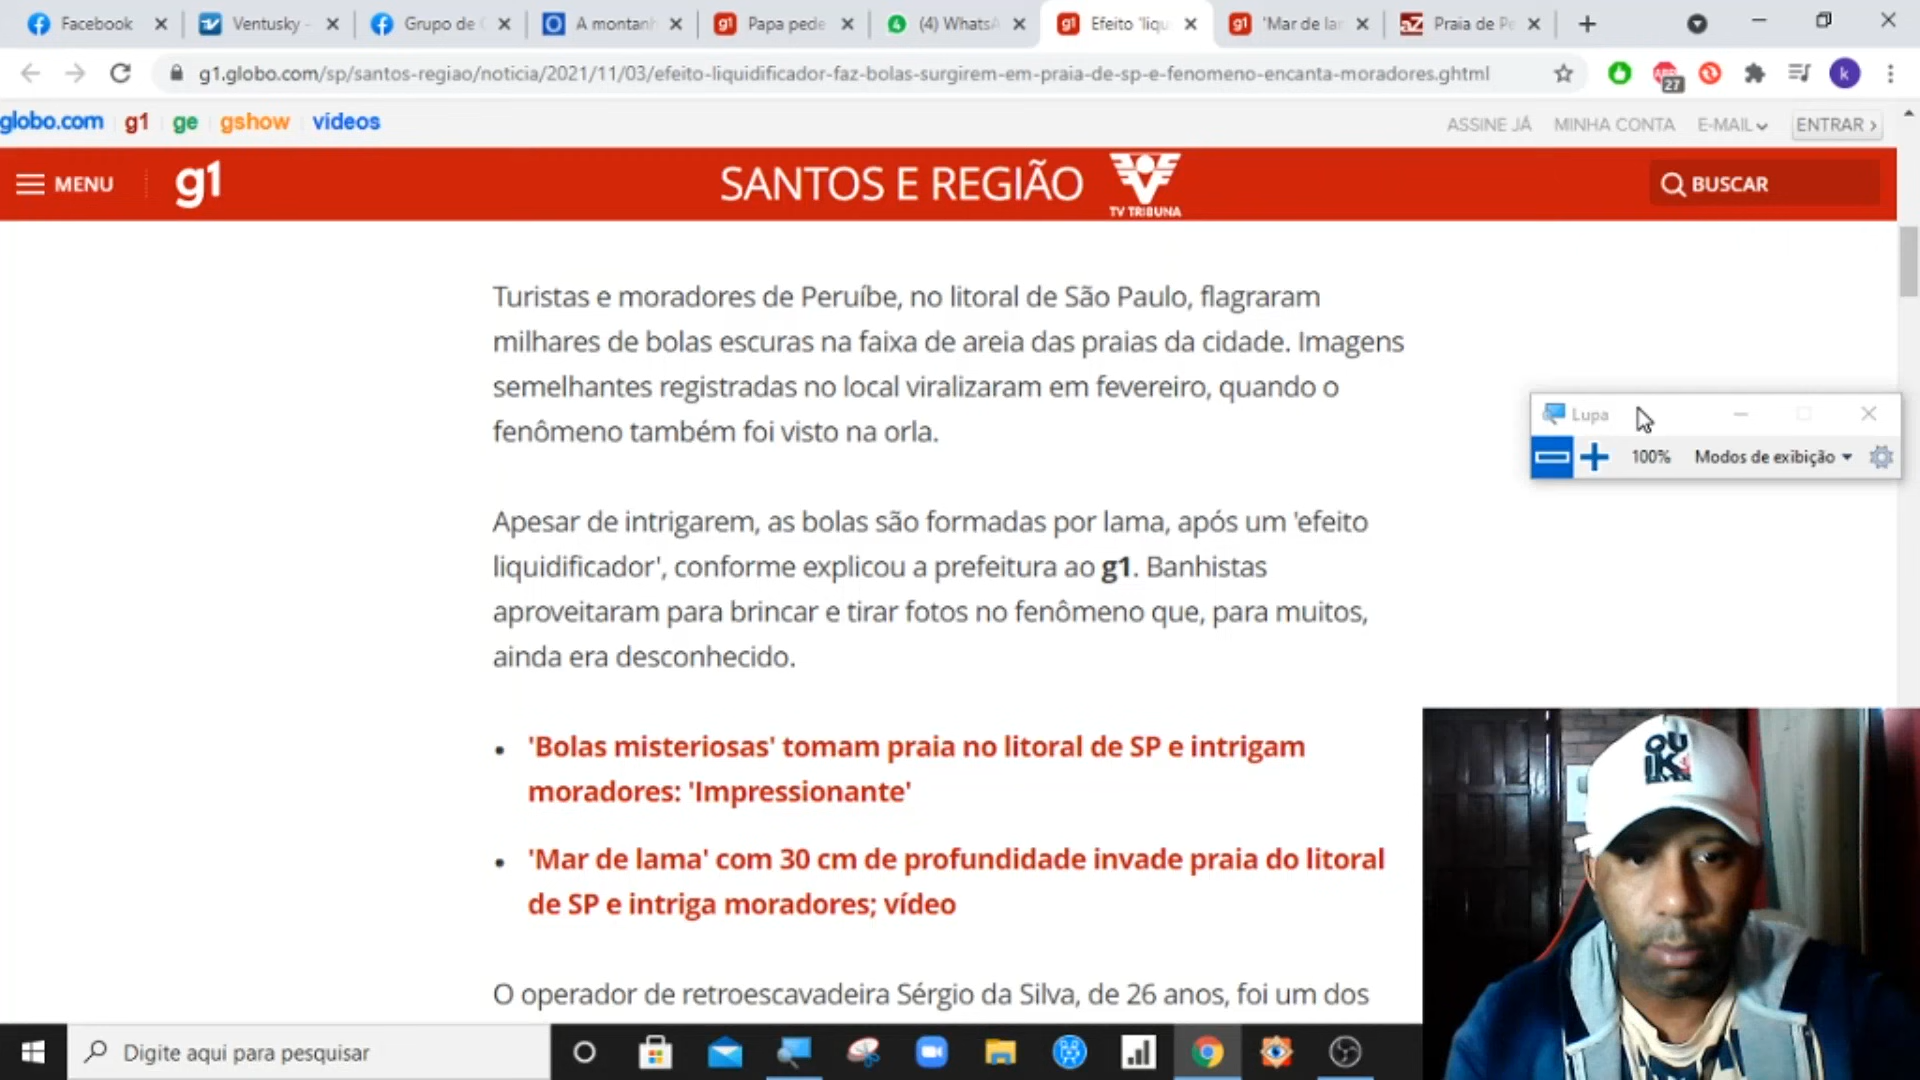 Facebook
Ventusky -
Grupo de
A montanh
Papa pede
(4) WhatsA
Efeito 'liqu
'Mar de la
Praia de Pe
g1.globo.com/sp/santos-regiao/noticia/2021/11/03/efeito-liquidificador-faz-bolas-surgirem-em-praia-de-sp-e-fenomeno-encanta-moradores.ghtml
27
k
globo.com g1 ge gshow vídeos
ASSINE JÁ MINHA CONTA E-MAIL ENTRAR ›
MENU
g1
SANTOS E REGIÃO
TV TRIBUNA
BUSCAR
Turistas e moradores de Peruíbe, no litoral de São Paulo, flagraram
milhares de bolas escuras na faixa de areia das praias da cidade. Imagens
semelhantes registradas no local viralizaram em fevereiro, quando o
fenômeno também foi visto na orla.
Lupa
100% Modos de exibição
Apesar de intrigarem, as bolas são formadas por lama, após um 'efeito
liquidificador', conforme explicou a prefeitura ao g1. Banhistas
aproveitaram para brincar e tirar fotos no fenômeno que, para muitos,
ainda era desconhecido.
• 'Bolas misteriosas' tomam praia no litoral de SP e intrigam
moradores: 'Impressionante'
• 'Mar de lama' com 30 cm de profundidade invade praia do litoral
de SP e intriga moradores; vídeo
O operador de retroescavadeira Sérgio da Silva, de 26 anos, foi um dos
Digite aqui para pesquisar